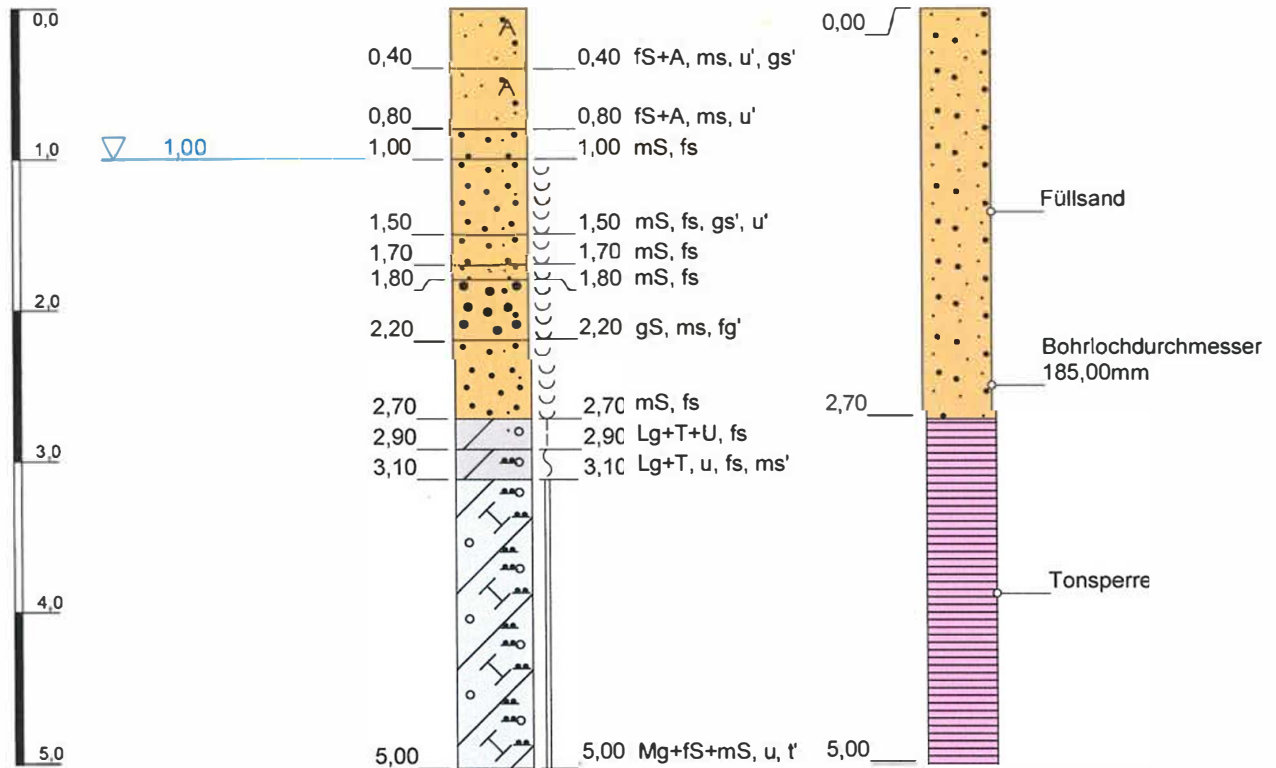 0,0
0,00
A
0,40 0,40 fS+A, ms, u', gs'
A
0,80 0,80 fS+A, ms, u'
1,00 1,00 1,00 mS, fs
1,0
Füllsand
1,50 1,50 mS, fs, gs', u'
1,70 1,70 mS, fs
1,80 1,80 mS, fs
2,0
2,20 2,20 gS, ms, fg'
Bohrlochdurchmesser
185,00mm
2,70 2,70 mS, fs 2,70
2,90 2,90 Lg+T+U, fs
3,0
3,10 3,10 Lg+T, u, fs, ms'
Tonsperre
4,0
5,0
5,00 5,00 Mg+fS+mS, u, t' 5,00